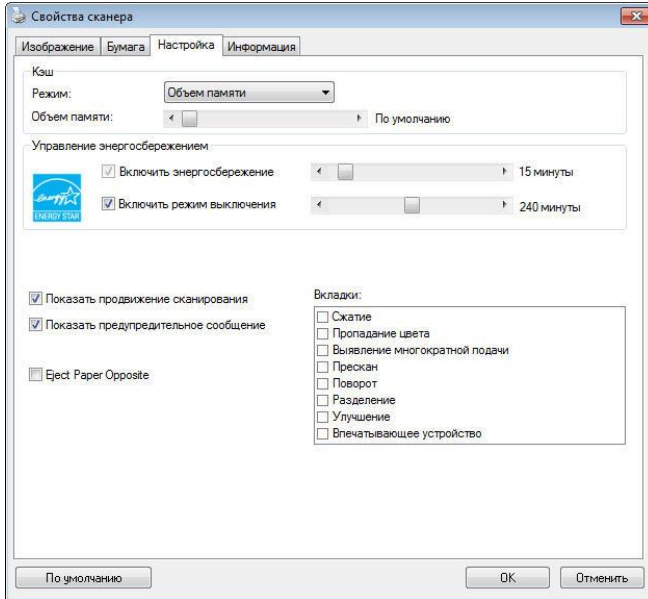 Свойства сканера
Изображение Бумага Настройка Информация
Кэш
Режим: Объем памяти
Объем памяти: По умолчанию
Управление энергосбережением
Включить энергосбережение 15 минуты
energy
ENERGY STAR
Включить режим выключения 240 минуты
Показать продвижение сканирования
Показать предупредительное сообщение
Eject Paper Opposite
Вкладки:
Сжатие
Пропадание цвета
Выявление многократной подачи
Прескан
Поворот
Разделение
Улучшение
Впечатывающее устройство
По умолчанию OK Отменить